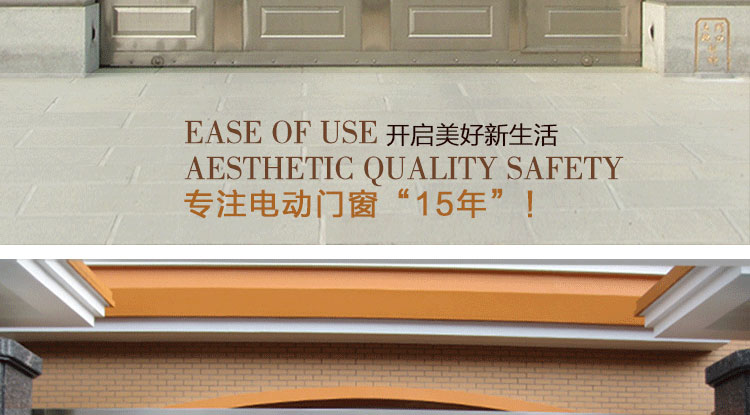 EASE OF USE 开启美好新生活
AESTHETIC QUALITY SAFETY
专注电动门窗“15年”！